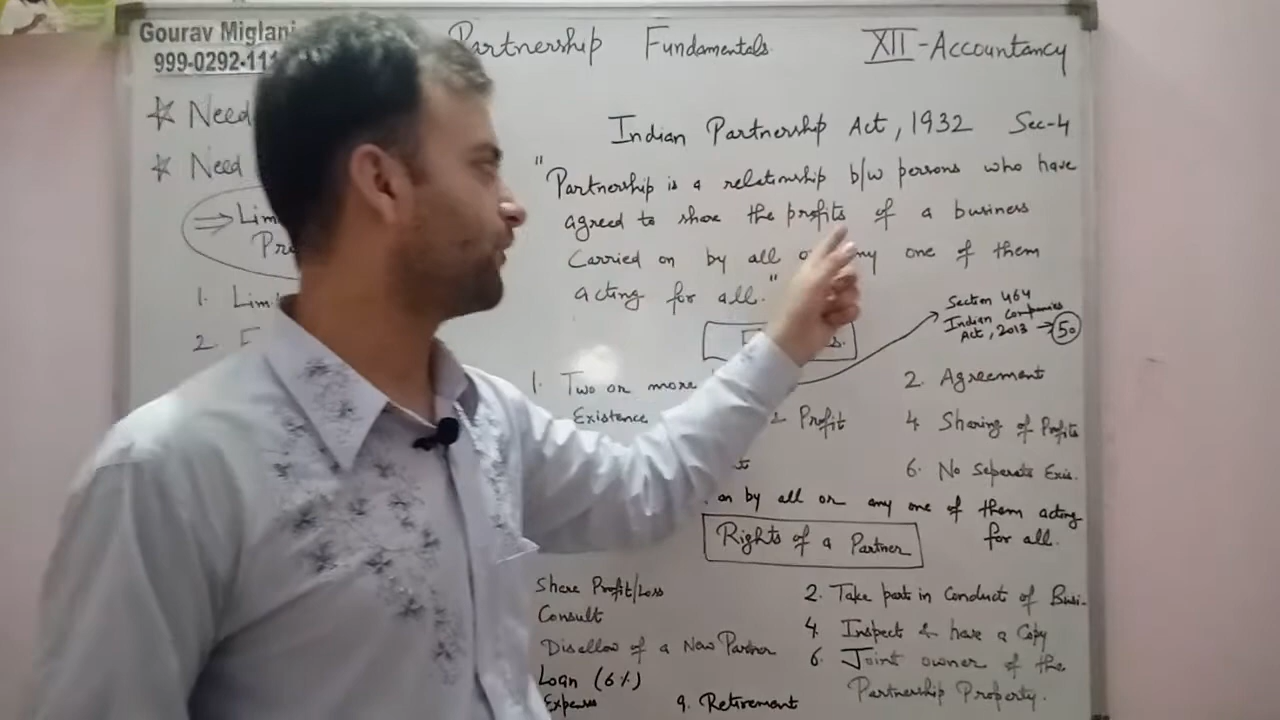 Gourav Miglani
999-0292-11
Partnership Fundamentals
XII-Accountancy
☆ Need
☆ Need
⇒ Lim
Pr
1. Lim
2. F
Indian Partnership Act, 1932 Sec-4
"Partnership is a relationship b/w persons who have
agreed to share the profits of a business
Carried on by all or any one of them
acting for all."
Section 464
Indian Companies
Act, 2013 → 50
1. Two or more
2. Agreement
Existence
& Profit
4 Sharing of Profits
6. No Separate Exis.
on by all or any one of them acting
for all.
Rights of a Partner
Share Profit/Loss
2. Take part in Conduct of Busi-
Consult
4. Inspect & have a Copy
Disallow of a New Partner
6. Joint owner of the
Partnership Property.
Loan (6%)
Expenses
9. Retirement